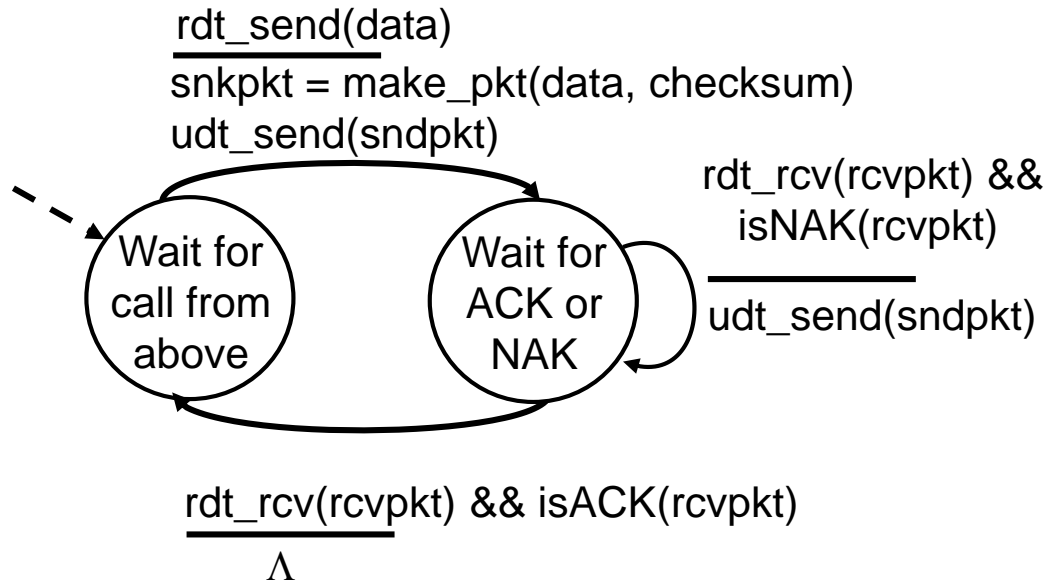 rdt_send(data)
snkpkt = make_pkt(data, checksum)
udt_send(sndpkt)
rdt_rcv(rcvpkt) &&
isNAK(rcvpkt)
udt_send(sndpkt)
Wait for
call from
above
Wait for
ACK or
NAK
rdt_rcv(rcvpkt) && isACK(rcvpkt)
Λ